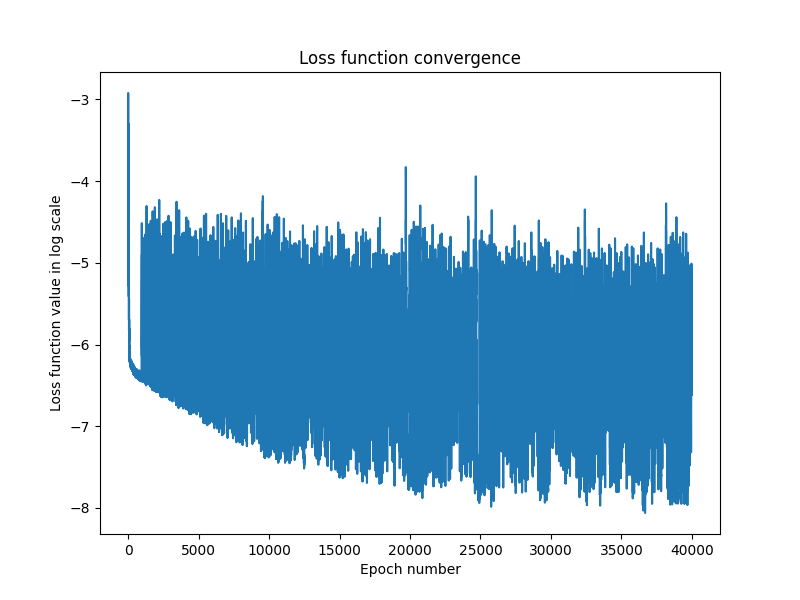 Loss function convergence
Loss function value in log scale
−3
−4
−5
−6
−7
−8
0 5000 10000 15000 20000 25000 30000 35000 40000
Epoch number